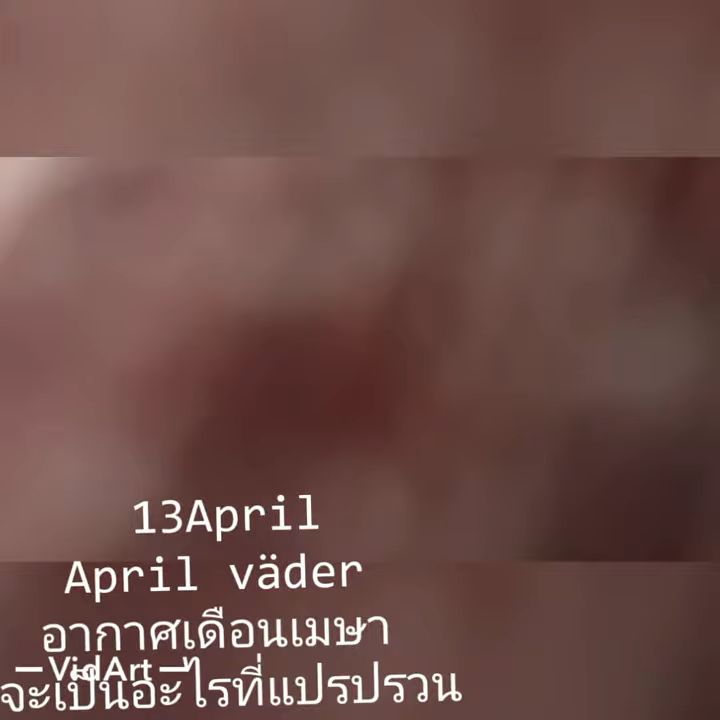 13April
April väder
อากาศเดือนเมษา
VidArt
จะเป็นอะไรที่แปรปรวน